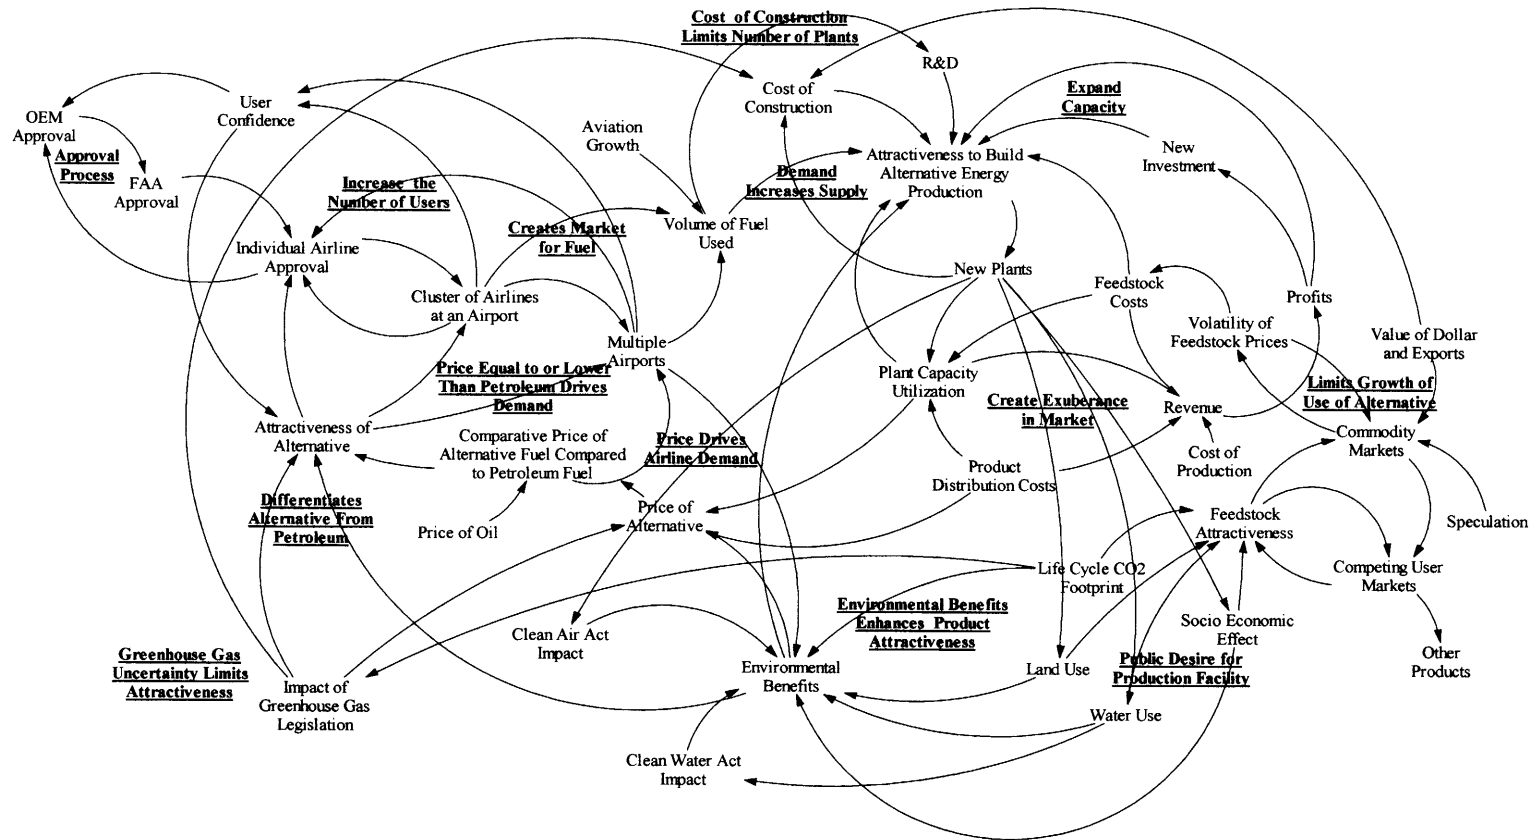 Cost of Construction
Limits Number of Plants
R&D
Cost of
Construction
Expand
Capacity
User
Confidence
OEM
Approval
Aviation
Growth
Approval
Process
FAA
Approval
Increase the
Number of Users
Demand
Increases Supply
Attractiveness to Build
Alternative Energy
Production
New
Investment
Creates Market
for Fuel
Volume of Fuel
Used
Individual Airline
Approval
New Plants
Cluster of Airlines
at an Airport
Feedstock
Costs
Profits
Volatility of
Feedstock Prices
Value of Dollar
and Exports
Multiple
Airports
Price Equal to or Lower
Than Petroleum Drives
Demand
Plant Capacity
Utilization
Create Exuberance
in Market
Revenue
Limits Growth of
Use of Alternative
Attractiveness of
Alternative
Comparative Price of
Alternative Fuel Compared
to Petroleum Fuel
Price Drives
Airline Demand
Commodity
Markets
Cost of
Production
Product
Distribution Costs
Differentiates
Alternative From
Petroleum
Price of Oil
Price of
Alternative
Feedstock
Attractiveness
Speculation
Life Cycle CO2
Footprint
Competing User
Markets
Environmental Benefits
Enhances Product
Attractiveness
Socio Economic
Effect
Clean Air Act
Impact
Other
Products
Greenhouse Gas
Uncertainty Limits
Attractiveness
Environmental
Benefits
Land Use
Public Desire for
Production Facility
Impact of
Greenhouse Gas
Legislation
Water Use
Clean Water Act
Impact